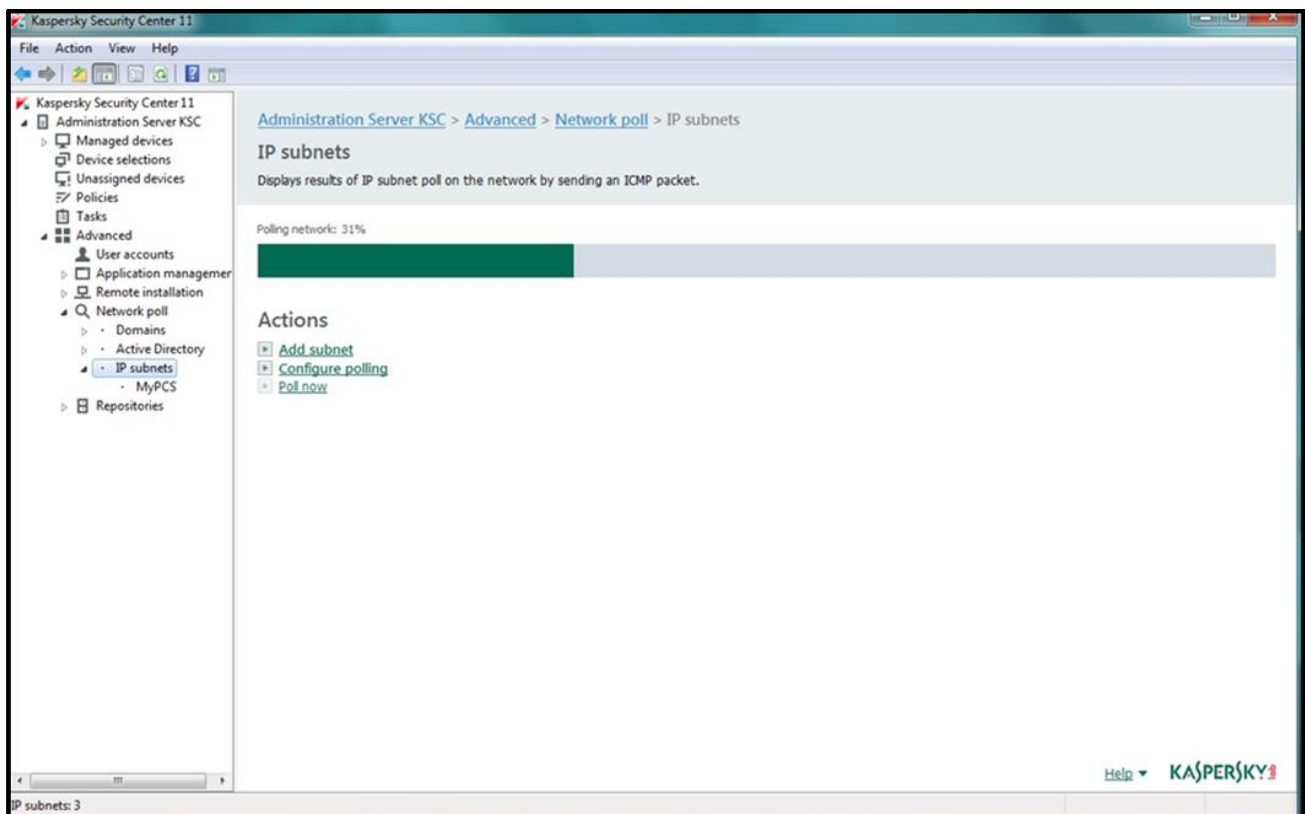 Kaspersky Security Center 11
File Action View Help
Kaspersky Security Center 11
Administration Server KSC
Managed devices
Device selections
Unassigned devices
Policies
Tasks
Advanced
User accounts
Application managemer
Remote installation
Network poll
Domains
Active Directory
IP subnets
MyPCS
Repositories
Administration Server KSC > Advanced > Network poll > IP subnets
IP subnets
Displays results of IP subnet poll on the network by sending an ICMP packet.
Polling network: 31%
Actions
Add subnet
Configure polling
Poll now
Help
KASPERSKY
IP subnets: 3